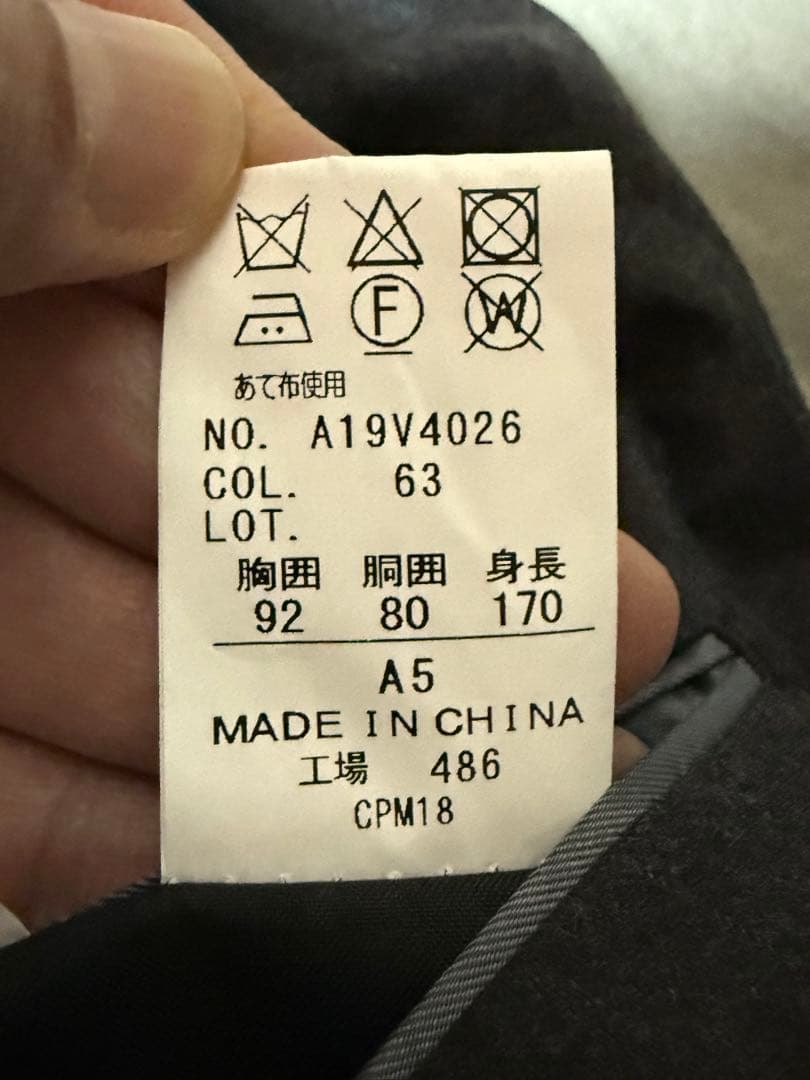 F W
あて布使用
NO. A19V4026
COL. 63
LOT.
胸囲 胴囲 身長
92 80 170
A5
MADE IN CHINA
工場 486
CPM18